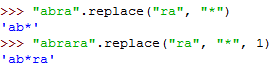 >>> "abra".replace("ra", "*")
'ab*'
>>> "abrara".replace("ra", "*", 1)
'ab*ra'